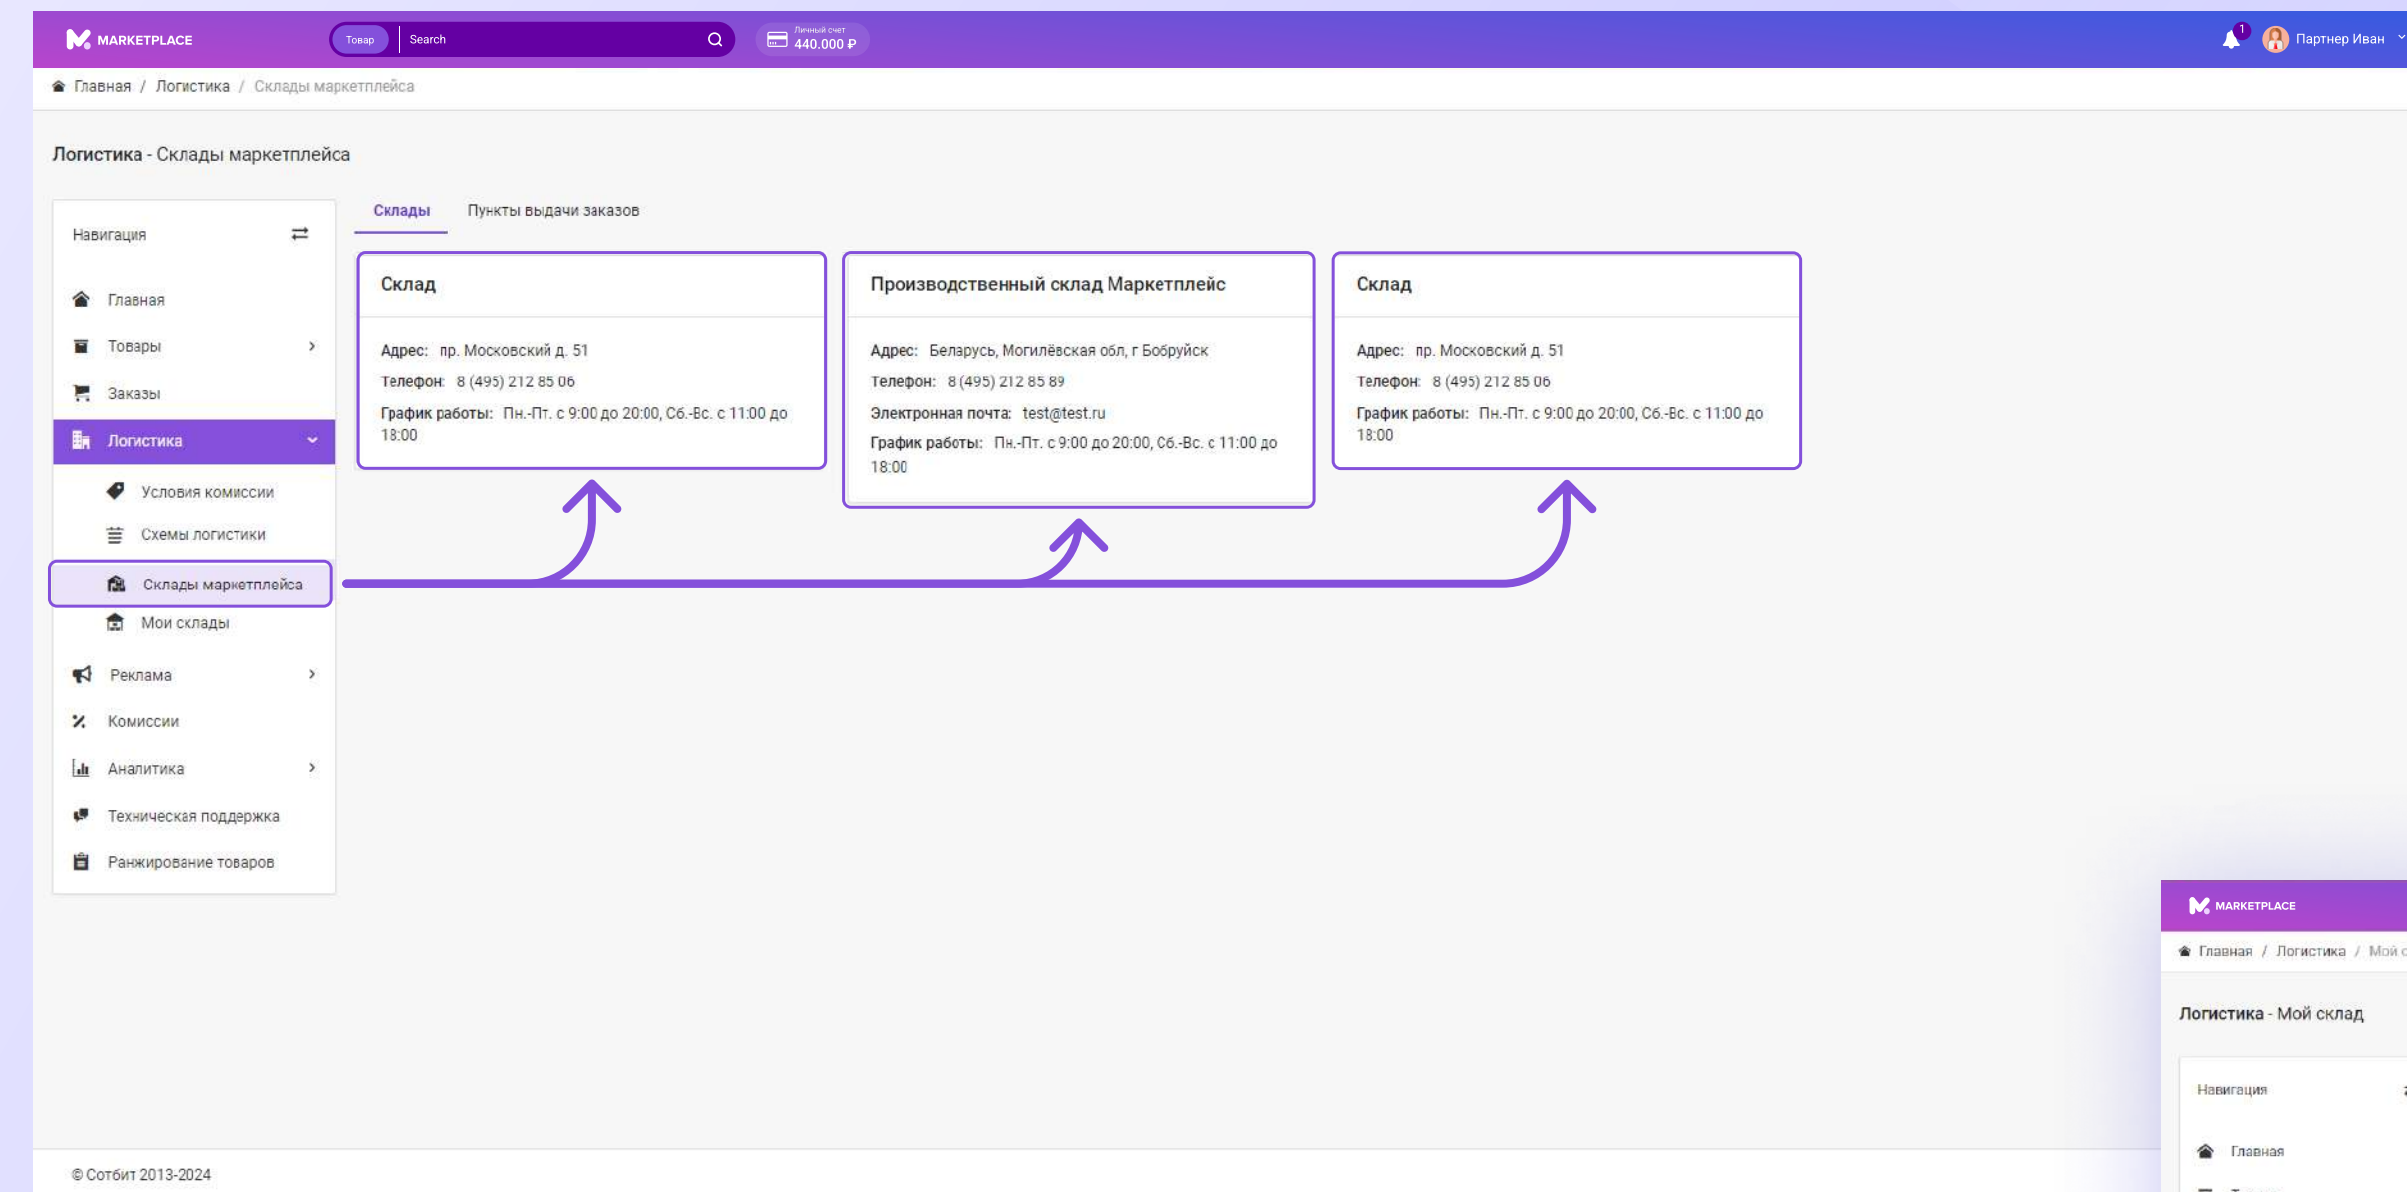 MARKETPLACE
Товар
Search
Личный счет
440.000 ₽
1
Партнер Иван
Главная / Логистика / Склады маркетплейса
Логистика - Склады маркетплейса
Навигация
Главная
Товары
Заказы
Логистика
Условия комиссии
Схемы логистики
Склады маркетплейса
Мои склады
Реклама
Комиссии
Аналитика
Техническая поддержка
Ранжирование товаров
Склады
Пункты выдачи заказов
Склад
Адрес: пр. Московский д. 51
Телефон: 8 (495) 212 85 06
График работы: Пн.-Пт. с 9:00 до 20:00, Сб.-Вс. с 11:00 до
18:00
Производственный склад Маркетплейс
Адрес: Беларусь, Могилёвская обл, г Бобруйск
Телефон: 8 (495) 212 85 89
Электронная почта: test@test.ru
График работы: Пн.-Пт. с 9:00 до 20:00, Сб.-Вс. с 11:00 до
18:00
Склад
Адрес: пр. Московский д. 51
Телефон: 8 (495) 212 85 06
График работы: Пн.-Пт. с 9:00 до 20:00, Сб.-Вс. с 11:00 до
18:00
© Сотбит 2013-2024
MARKETPLACE
Главная / Логистика / Мой
Логистика - Мой склад
Навигация
Главная